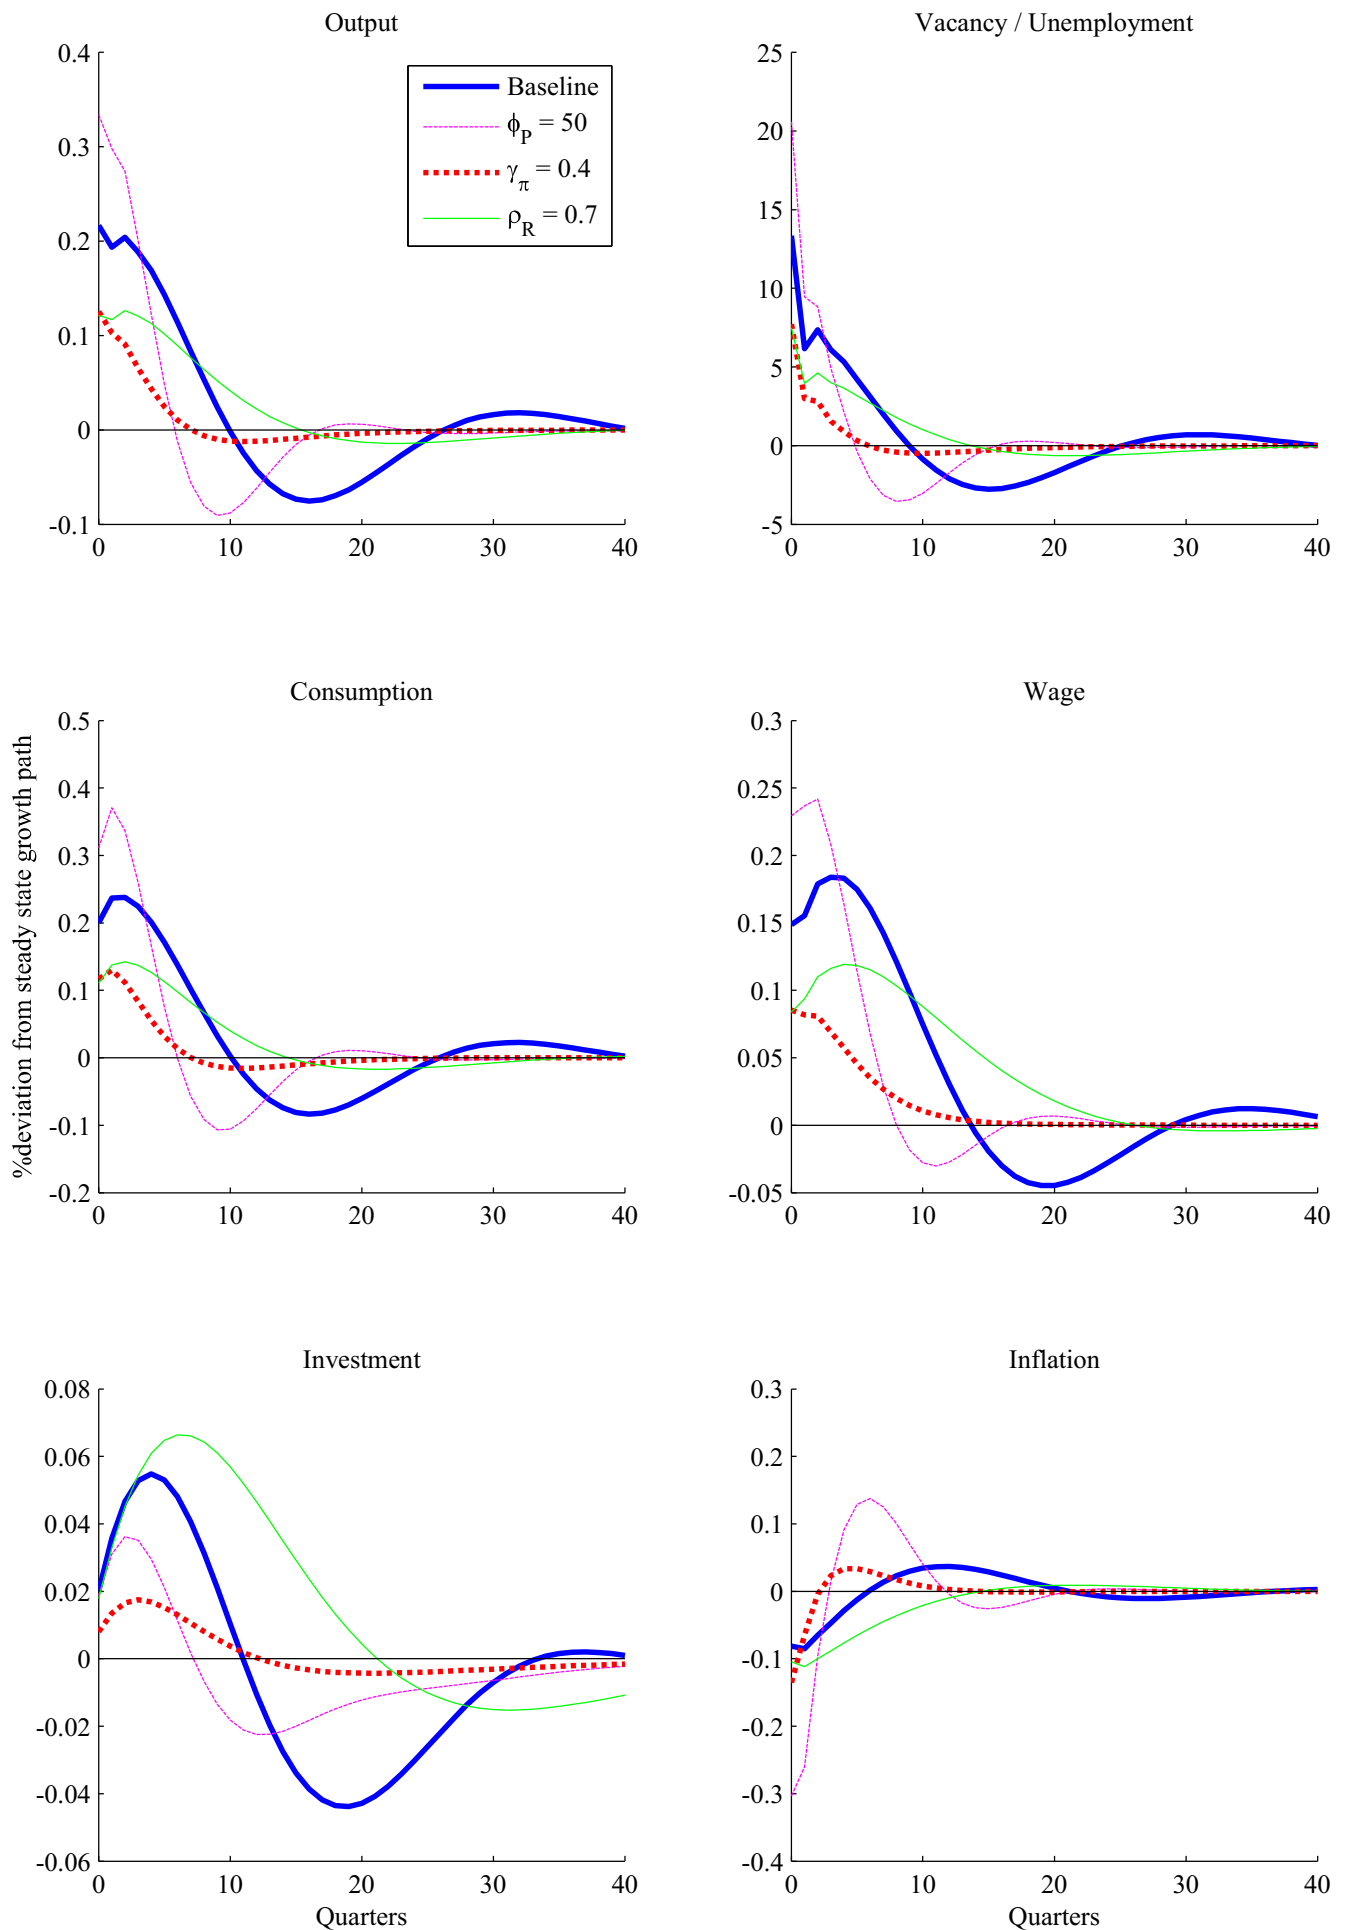 Output
0.4
0.3
0.2
0.1
0
-0.1
0 10 20 30 40
Baseline
ϕP = 50
γπ = 0.4
ρR = 0.7
Vacancy / Unemployment
25
20
15
10
5
0
-5
0 10 20 30 40
%deviation from steady state growth path
Consumption
0.5
0.4
0.3
0.2
0.1
0
-0.1
-0.2
0 10 20 30 40
Wage
0.3
0.25
0.2
0.15
0.1
0.05
0
-0.05
0 10 20 30 40
Investment
0.08
0.06
0.04
0.02
0
-0.02
-0.04
-0.06
0 10 20 30 40
Quarters
Inflation
0.3
0.2
0.1
0
-0.1
-0.2
-0.3
-0.4
0 10 20 30 40
Quarters